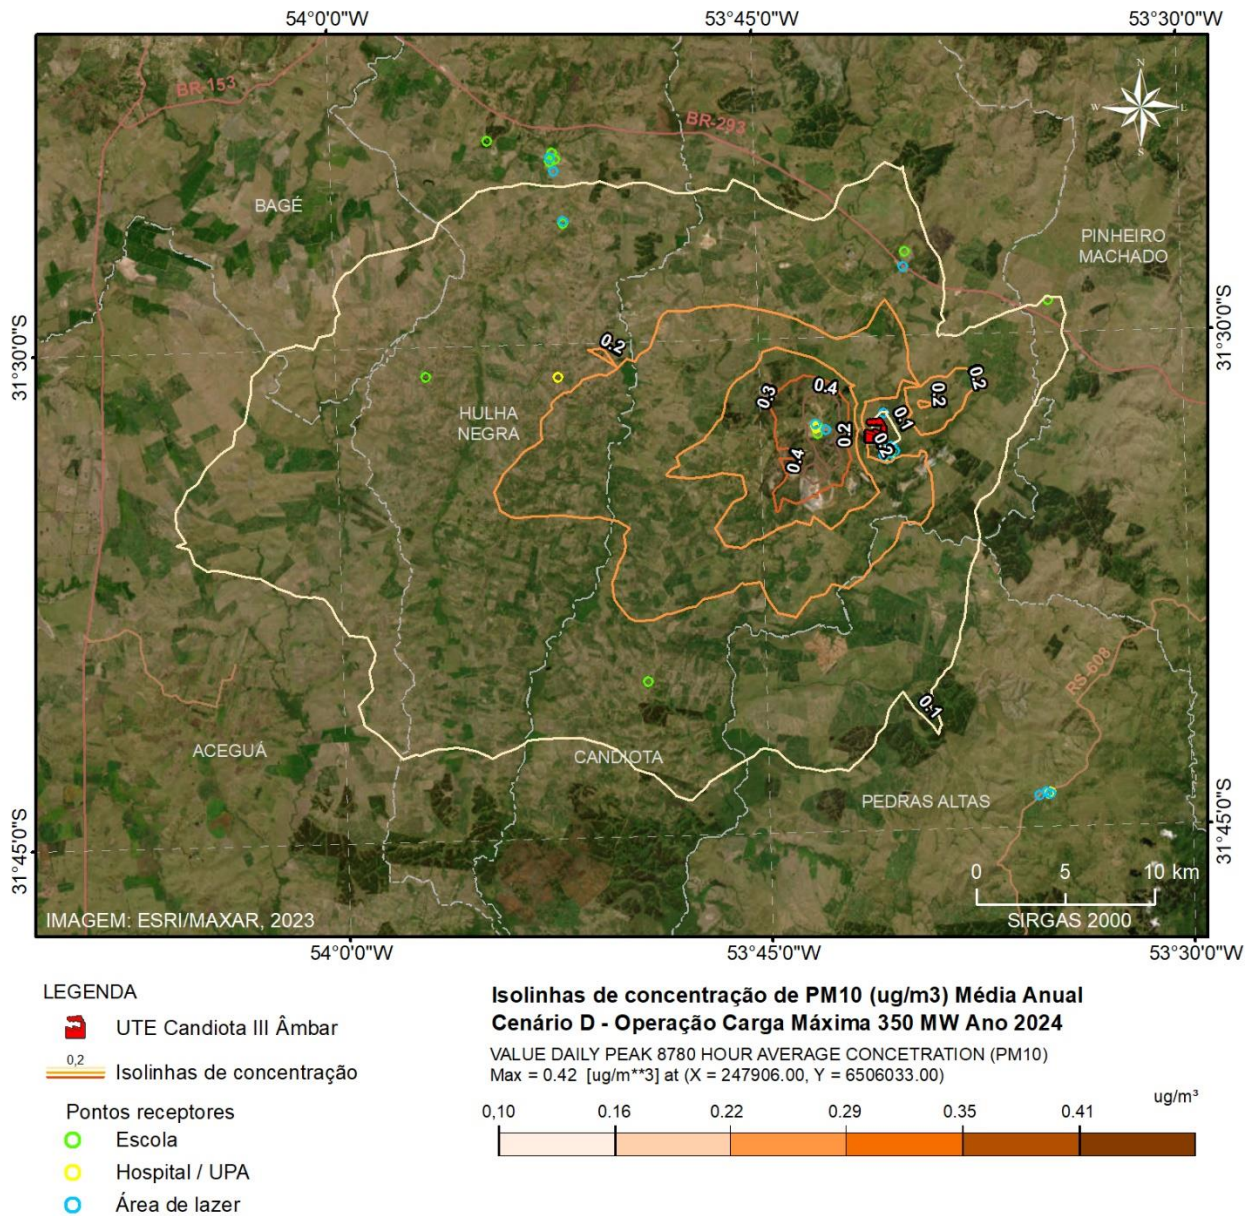 54°0'0"W 53°45'0"W 53°30'0"W
N
W L
S
BR-153
BR-293
BAGÉ
PINHEIRO
MACHADO
31°30'0"S
31°30'0"S
0.2
0.2
0.2
0.3
0.4
0.1
HULHA
NEGRA
0.2
0.2
0.4
RS-608
0.1
ACEGUÁ
CANDIOTA
PEDRAS ALTAS
31°45'0"S
31°45'0"S
0 5 10 km
IMAGEM: ESRI/MAXAR, 2023
SIRGAS 2000
54°0'0"W 53°45'0"W 53°30'0"W
LEGENDA
UTE Candiota III Âmbar
0,2
Isolinhas de concentração
Pontos receptores
Escola
Hospital / UPA
Área de lazer
Isolinhas de concentração de PM10 (ug/m3) Média Anual
Cenário D - Operação Carga Máxima 350 MW Ano 2024
VALUE DAILY PEAK 8780 HOUR AVERAGE CONCETRATION (PM10)
Max = 0.42 [ug/m**3] at (X = 247906.00, Y = 6506033.00)
ug/m³
0,10 0.16 0.22 0.29 0.35 0.41